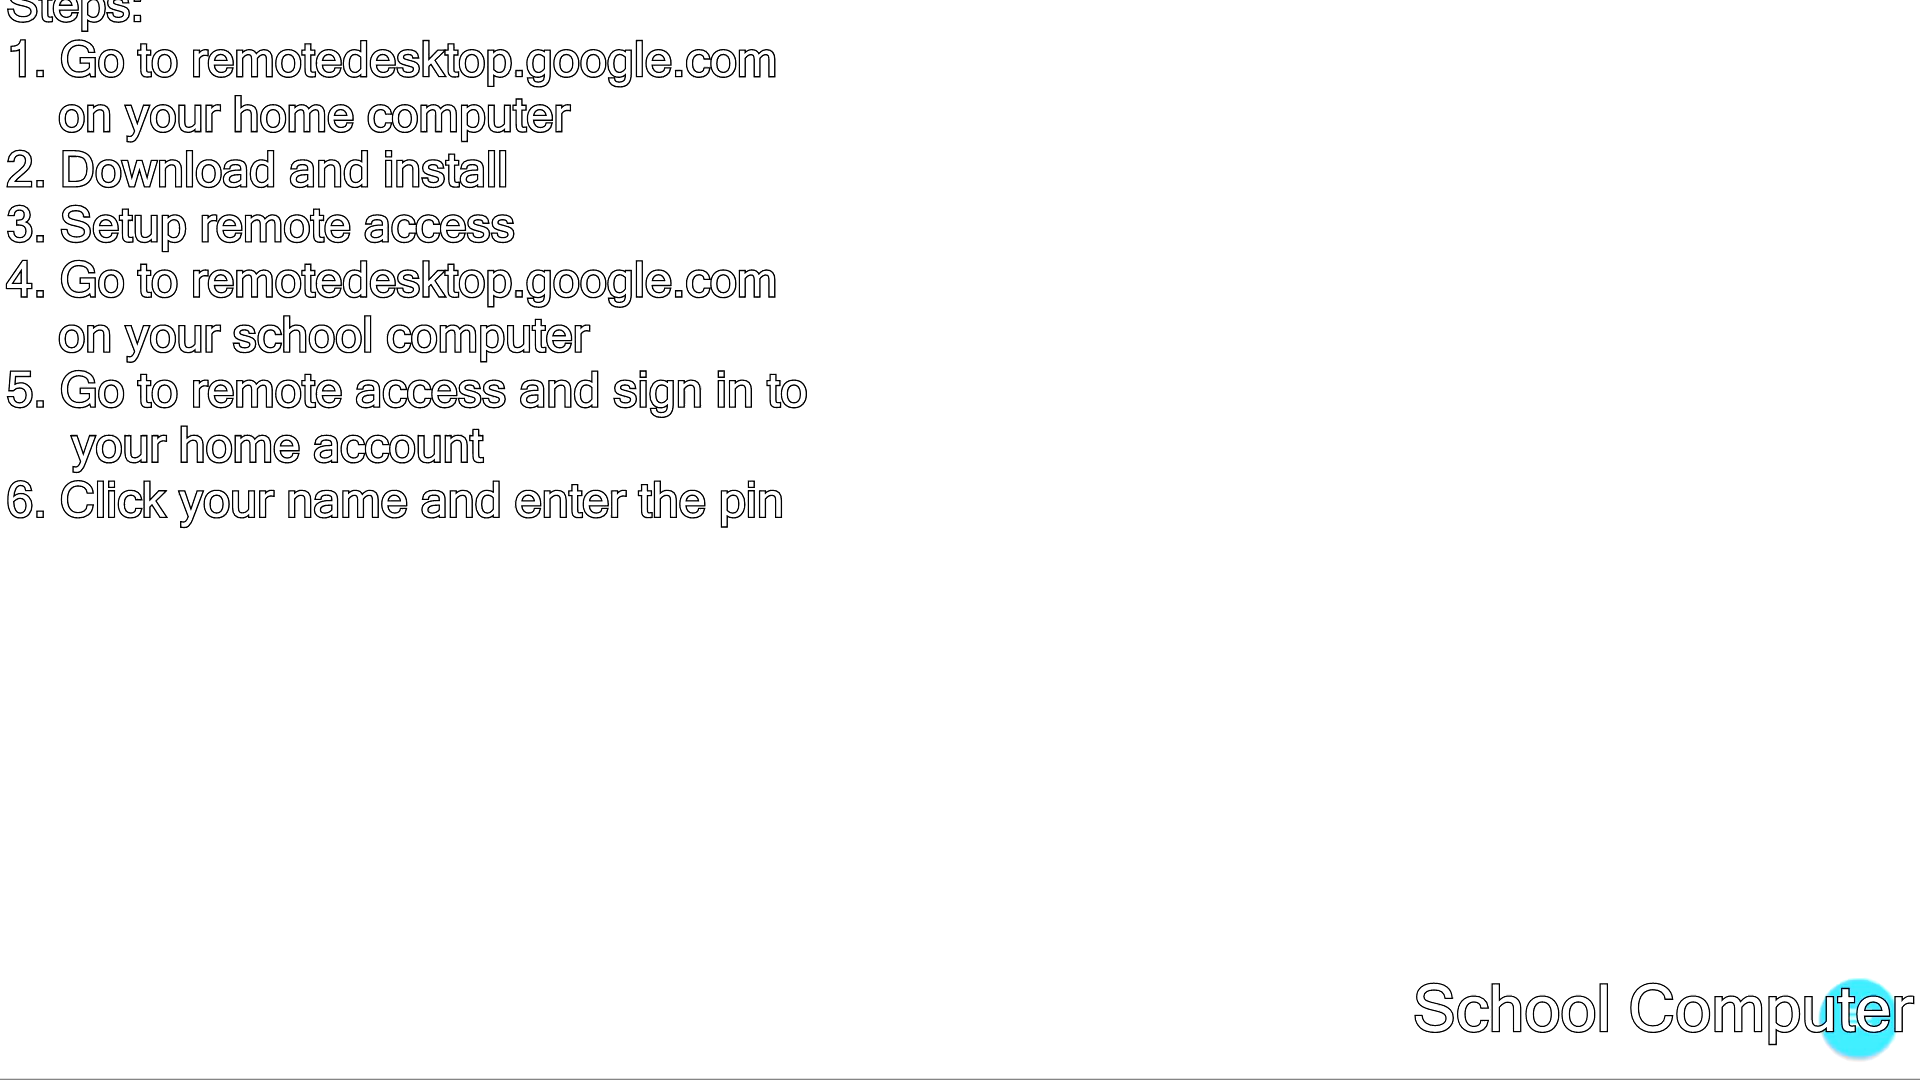 Steps:
1. Go to remotedesktop.google.com
on your home computer
2. Download and install
3. Setup remote access
4. Go to remotedesktop.google.com
on your school computer
5. Go to remote access and sign in to
your home account
6. Click your name and enter the pin
School Computer